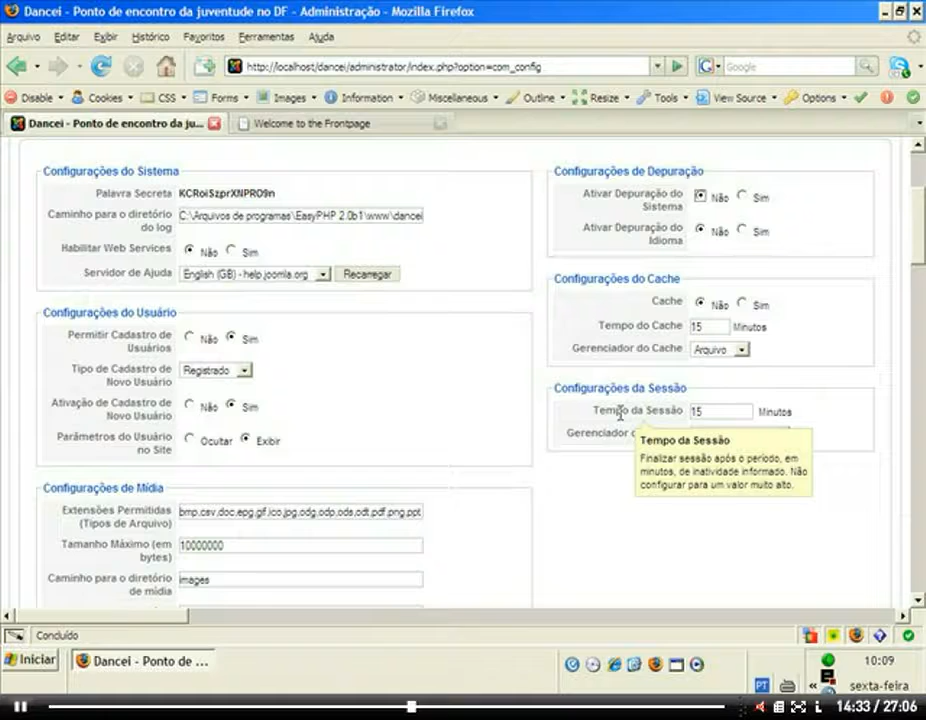 Dancei - Ponto de encontro da juventude no DF - Administração - Mozilla Firefox
Arquivo Editar Exibir Histórico Favoritos Ferramentas Ajuda
http://localhost/dancei/administrator/index.php?option=com_config
Google
Disable Cookies CSS Forms Images Information Miscellaneous Outline Resize Tools View Source Options
Dancei - Ponto de encontro da ju... Welcome to the Frontpage
Configurações do Sistema
Palavra Secreta KCRoiSzprXNPRO9n
Caminho para o diretório do log C:\Arquivos de programas\EasyPHP 2.0b1\www\dancei
Habilitar Web Services Não Sim
Servidor de Ajuda English (GB) - help.joomla.org Recarregar
Configurações do Usuário
Permitir Cadastro de Usuários Não Sim
Tipo de Cadastro de Novo Usuário Registrado
Ativação de Cadastro de Novo Usuário Não Sim
Parâmetros do Usuário no Site Ocultar Exibir
Configurações de Mídia
Extensões Permitidas (Tipos de Arquivo) bmp,csv,doc,epg,gif,ico,jpg,odg,odp,ods,odt,pdf,png,ppt
Tamanho Máximo (em bytes) 10000000
Caminho para o diretório de mídia images
Configurações de Depuração
Ativar Depuração do Sistema Não Sim
Ativar Depuração do Idioma Não Sim
Configurações do Cache
Cache Não Sim
Tempo do Cache 15 Minutos
Gerenciador do Cache Arquivo
Configurações da Sessão
Tempo da Sessão 15 Minutos
Gerenciador
Tempo da Sessão
Finalizar sessão após o período, em
minutos, de inatividade informado. Não
configurar para um valor muito alto.
Concluído
Iniciar Dancei - Ponto de ...
PT
10:09
sexta-feira
14:33 / 27:06